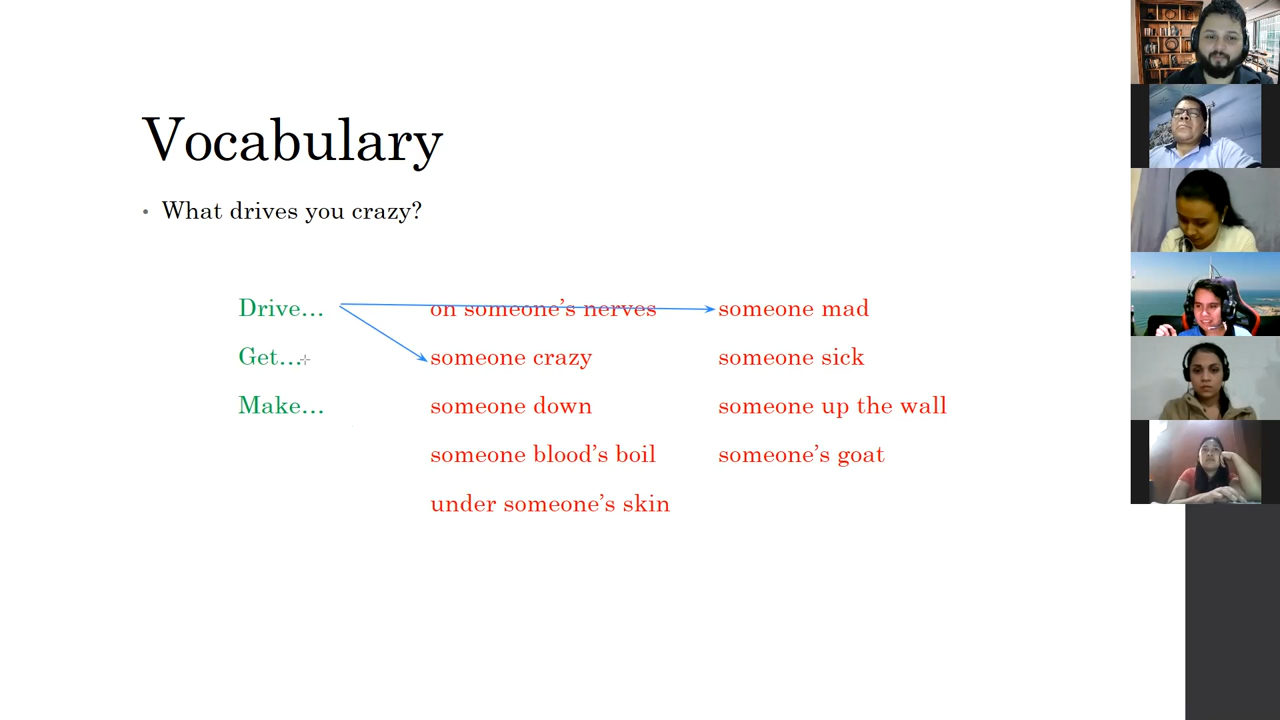 Vocabulary
• What drives you crazy?
Drive... on someone's nerves someone mad
Get... someone crazy someone sick
Make... someone down someone up the wall
someone blood's boil someone's goat
under someone's skin